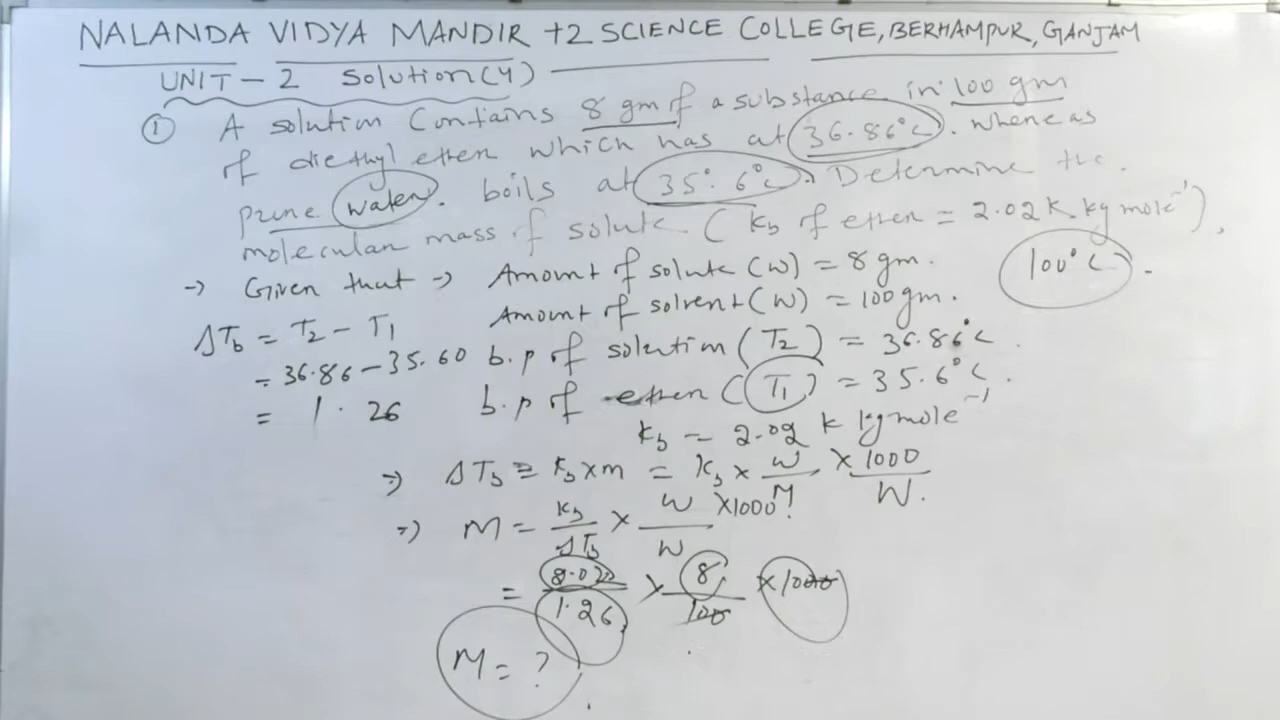 NALANDA VIDYA MANDIR +2 SCIENCE COLLEGE, BERHAMPUR, GANJAM
UNIT - 2 Solution (4)
① A solution Contains 8 gm of a substance in 100 gm
of diethyl ether which has at 36.86°C. whereas
pure water. boils at 35°.6°C. Determine the.
molecular mass of solute. (Kb of ether = 2.02 K kg mole⁻¹),
100°C.
→ Given that → Amount of solute (w) = 8 gm.
Amount of solvent (W) = 100 gm.
ΔTb = T2 - T1
= 36.86 - 35.60 b.p of solution (T2) = 36.86°C.
= 1.26 b.p of ether (T1) = 35.6°C.
Kb = 2.02 K kg mole⁻¹
⇒ ΔTb = Kb × m = Kb × w/M × 1000/W.
⇒ M = Kb/ΔTb × w/W × 1000
= 2.02/1.26 × 8/100 × 1000
M = ?